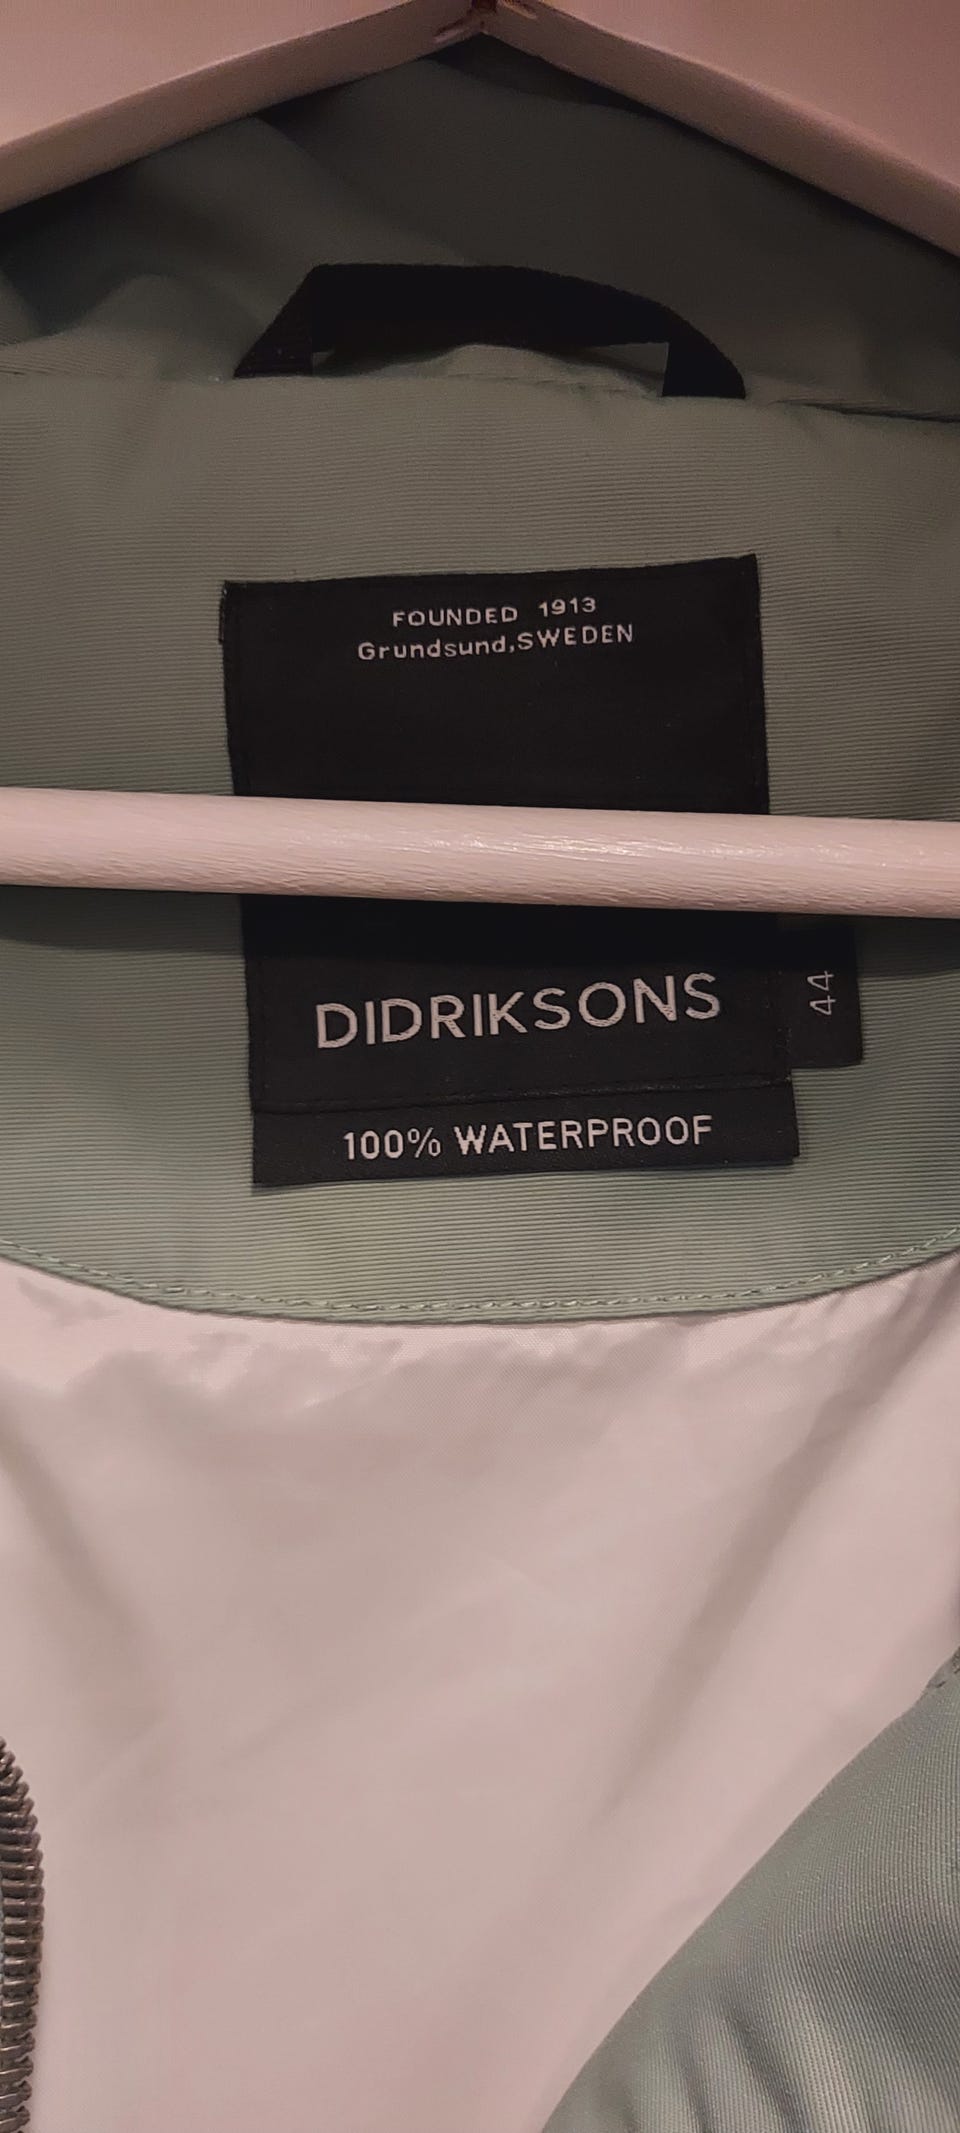 FOUNDED 1913
Grundsund,SWEDEN
DIDRIKSONS
44
100% WATERPROOF